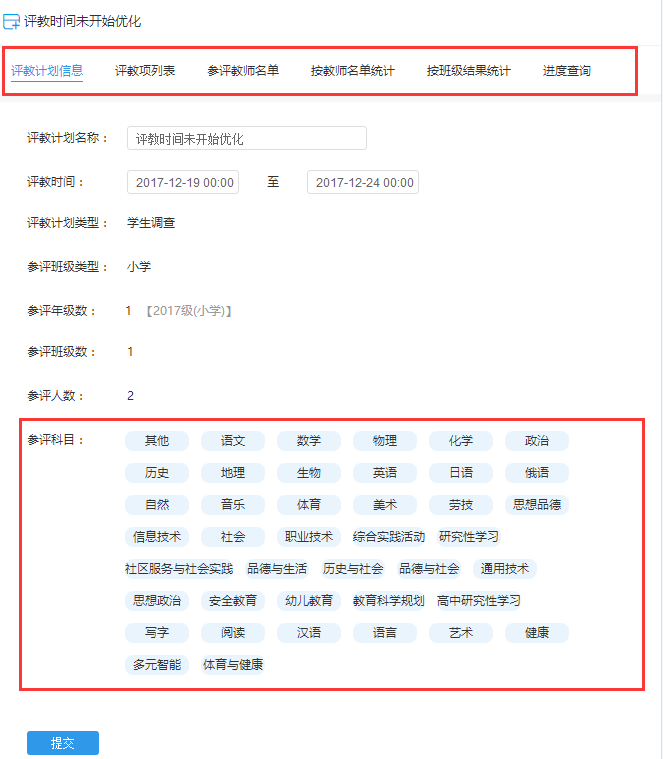 评教时间未开始优化
评教计划信息 评教项列表 参评教师名单 按教师名单统计 按班级结果统计 进度查询
评教计划名称： 评教时间未开始优化
评教时间： 2017-12-19 00:00 至 2017-12-24 00:00
评教计划类型： 学生调查
参评班级类型： 小学
参评年级数： 1 【2017级(小学)】
参评班级数： 1
参评人数： 2
参评科目： 其他 语文 数学 物理 化学 政治
历史 地理 生物 英语 日语 俄语
自然 音乐 体育 美术 劳技 思想品德
信息技术 社会 职业技术 综合实践活动 研究性学习
社区服务与社会实践 品德与生活 历史与社会 品德与社会 通用技术
思想政治 安全教育 幼儿教育 教育科学规划 高中研究性学习
写字 阅读 汉语 语言 艺术 健康
多元智能 体育与健康
提交